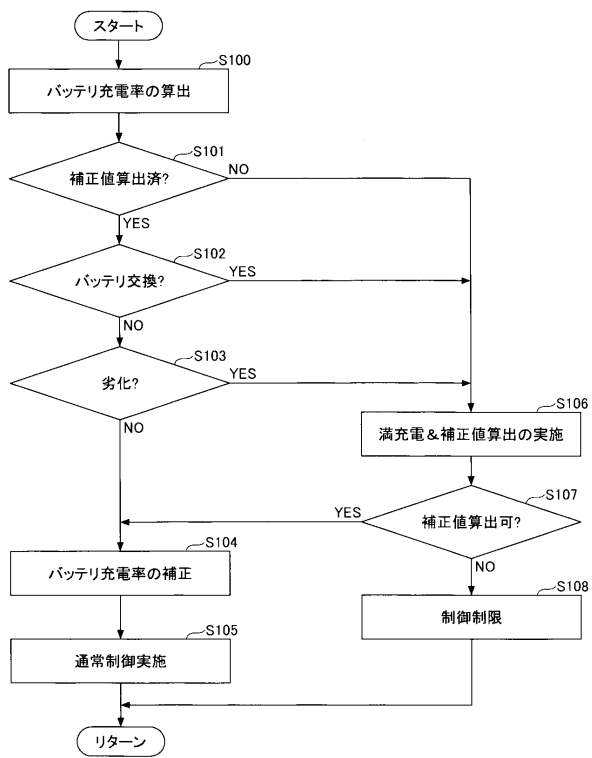 スタート
S100
バッテリ充電率の算出
S101
補正値算出済?
NO
YES
S102
バッテリ交換?
YES
NO
S103
劣化?
YES
NO
S106
満充電&補正値算出の実施
S107
補正値算出可?
YES
NO
S104
バッテリ充電率の補正
S108
制御制限
S105
通常制御実施
リターン